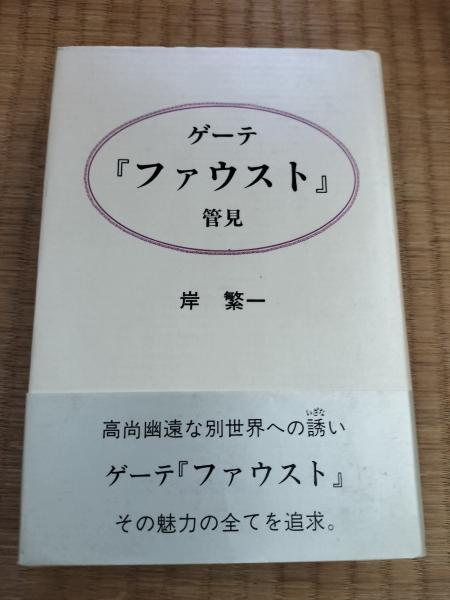 ゲーテ
『ファウスト』
管見
岸 繁一
高尚幽遠な別世界への誘い
いざな
ゲーテ『ファウスト』
その魅力の全てを追求。